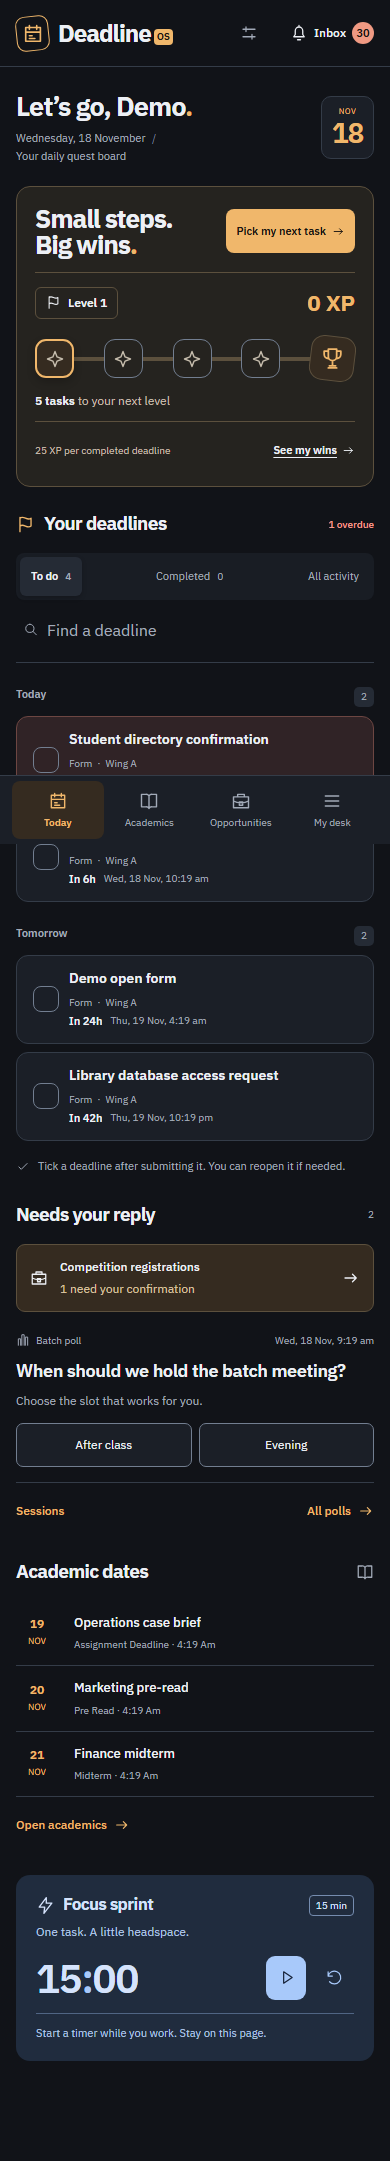 Deadline OS
Inbox 30
Let’s go, Demo.
Wednesday, 18 November /
Your daily quest board
NOV
18
Small steps.
Big wins.
Pick my next task →
Level 1
0 XP
5 tasks to your next level
25 XP per completed deadline
See my wins →
Your deadlines
1 overdue
To do 4
Completed 0
All activity
Find a deadline
Today
2
Student directory confirmation
Form · Wing A
Today
Academics
Opportunities
My desk
Form · Wing A
In 6h Wed, 18 Nov, 10:19 am
Tomorrow
2
Demo open form
Form · Wing A
In 24h Thu, 19 Nov, 4:19 am
Library database access request
Form · Wing A
In 42h Thu, 19 Nov, 10:19 pm
Tick a deadline after submitting it. You can reopen it if needed.
Needs your reply
2
Competition registrations
1 need your confirmation
→
Batch poll
Wed, 18 Nov, 9:19 am
When should we hold the batch meeting?
Choose the slot that works for you.
After class
Evening
Sessions
All polls →
Academic dates
19
NOV
Operations case brief
Assignment Deadline · 4:19 Am
20
NOV
Marketing pre-read
Pre Read · 4:19 Am
21
NOV
Finance midterm
Midterm · 4:19 Am
Open academics →
Focus sprint
15 min
One task. A little headspace.
15:00
Start a timer while you work. Stay on this page.